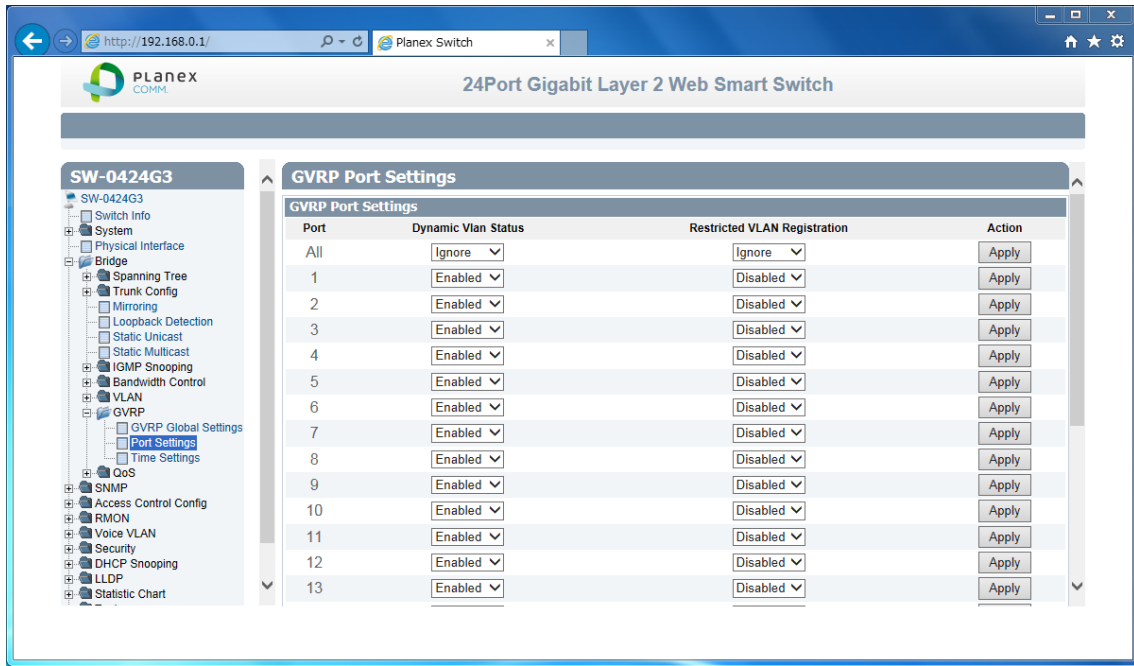 http://192.168.0.1/
Planex Switch
PLANEX
COMM.
24Port Gigabit Layer 2 Web Smart Switch
SW-0424G3
SW-0424G3
Switch Info
System
Physical Interface
Bridge
Spanning Tree
Trunk Config
Mirroring
Loopback Detection
Static Unicast
Static Multicast
IGMP Snooping
Bandwidth Control
VLAN
GVRP
GVRP Global Settings
Port Settings
Time Settings
QoS
SNMP
Access Control Config
RMON
Voice VLAN
Security
DHCP Snooping
LLDP
Statistic Chart
GVRP Port Settings
GVRP Port Settings
Port Dynamic Vlan Status Restricted VLAN Registration Action
All Ignore Ignore Apply
1 Enabled Disabled Apply
2 Enabled Disabled Apply
3 Enabled Disabled Apply
4 Enabled Disabled Apply
5 Enabled Disabled Apply
6 Enabled Disabled Apply
7 Enabled Disabled Apply
8 Enabled Disabled Apply
9 Enabled Disabled Apply
10 Enabled Disabled Apply
11 Enabled Disabled Apply
12 Enabled Disabled Apply
13 Enabled Disabled Apply